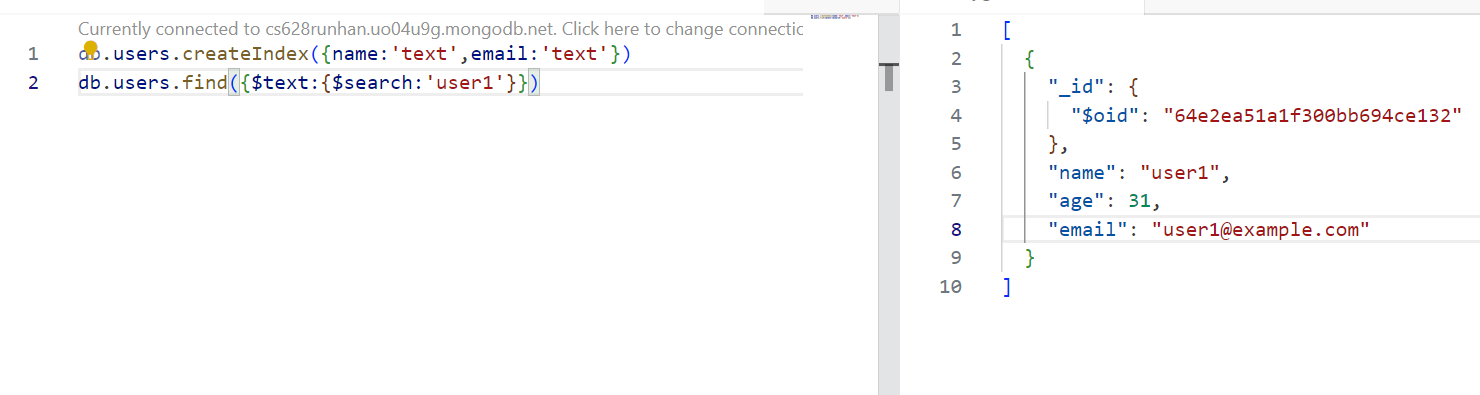 Currently connected to cs628runhan.uo04u9g.mongodb.net. Click here to change connectic
1 db.users.createIndex({name:'text',email:'text'})
2 db.users.find({$text:{$search:'user1'}})
1 [
2 {
3 "_id": {
4 "$oid": "64e2ea51a1f300bb694ce132"
5 },
6 "name": "user1",
7 "age": 31,
8 "email": "user1@example.com"
9 }
10 ]